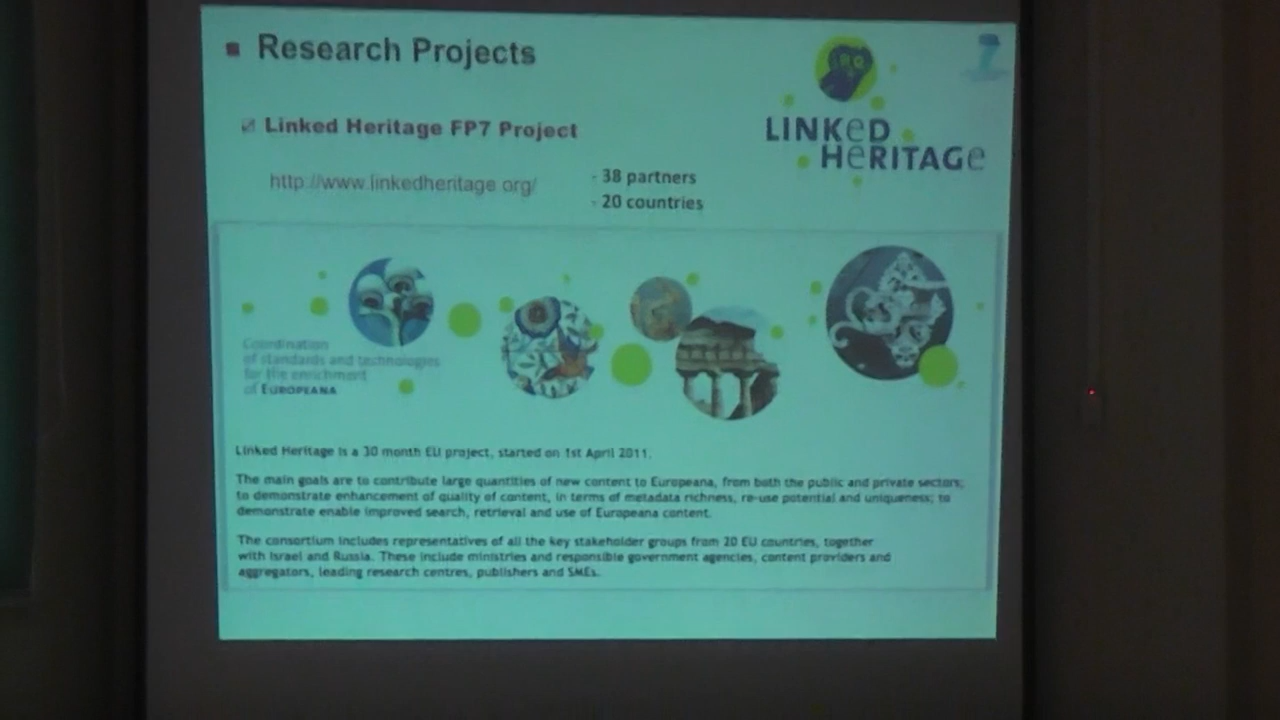 Research Projects
Linked Heritage FP7 Project
LINKeD
HeRITAGe
http://www.linkedheritage.org/
- 38 partners
- 20 countries
Coordination
of standards and technologies
for the enrichment
of EUROPEANA
Linked Heritage is a 30 month EU project, started on 1st April 2011.
The main goals are to contribute large quantities of new content to Europeana, from both the public and private sectors;
to demonstrate enhancement of quality of content, in terms of metadata richness, re-use potential and uniqueness; to
demonstrate enable improved search, retrieval and use of Europeana content.
The consortium includes representatives of all the key stakeholder groups from 20 EU countries, together
with Israel and Russia. These include ministries and responsible government agencies, content providers and
aggregators, leading research centres, publishers and SMEs.